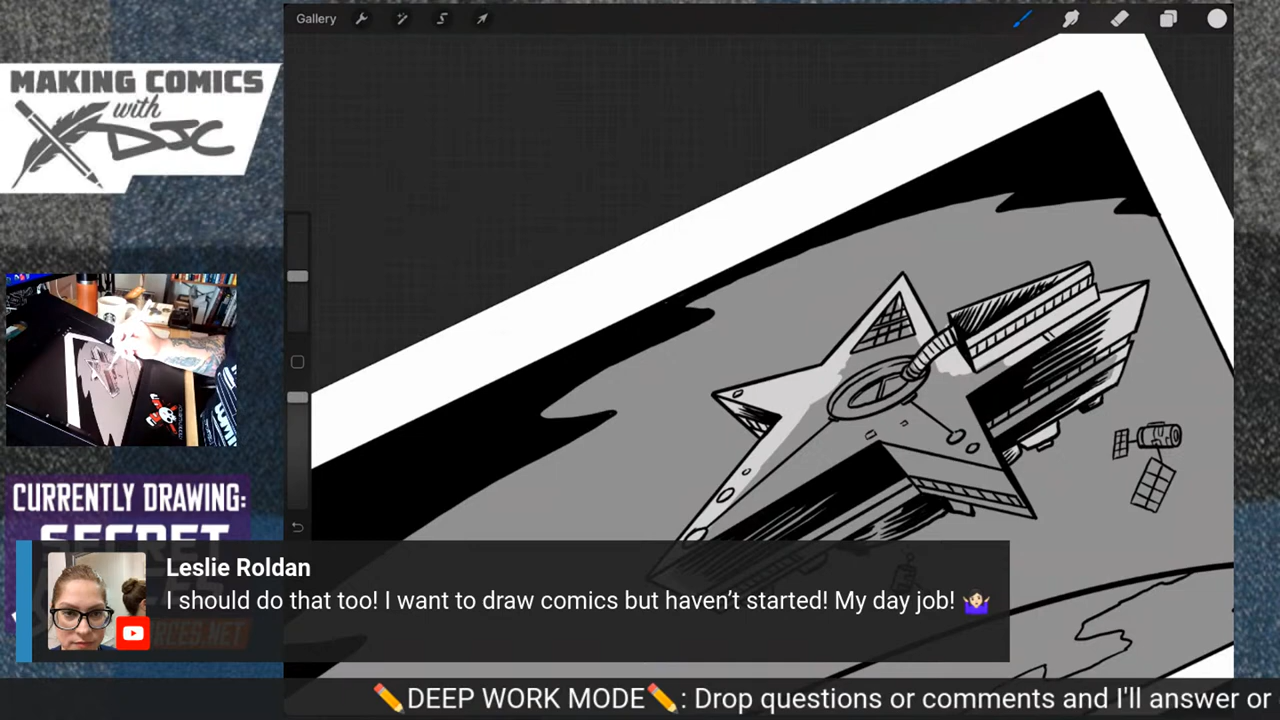 Gallery
MAKING COMICS
with
DJC
CURRENTLY DRAWING:
SECRET
Leslie Roldan
I should do that too! I want to draw comics but haven't started! My day job! 🤷🏻‍♀️
✏️DEEP WORK MODE✏️: Drop questions or comments and I'll answer or